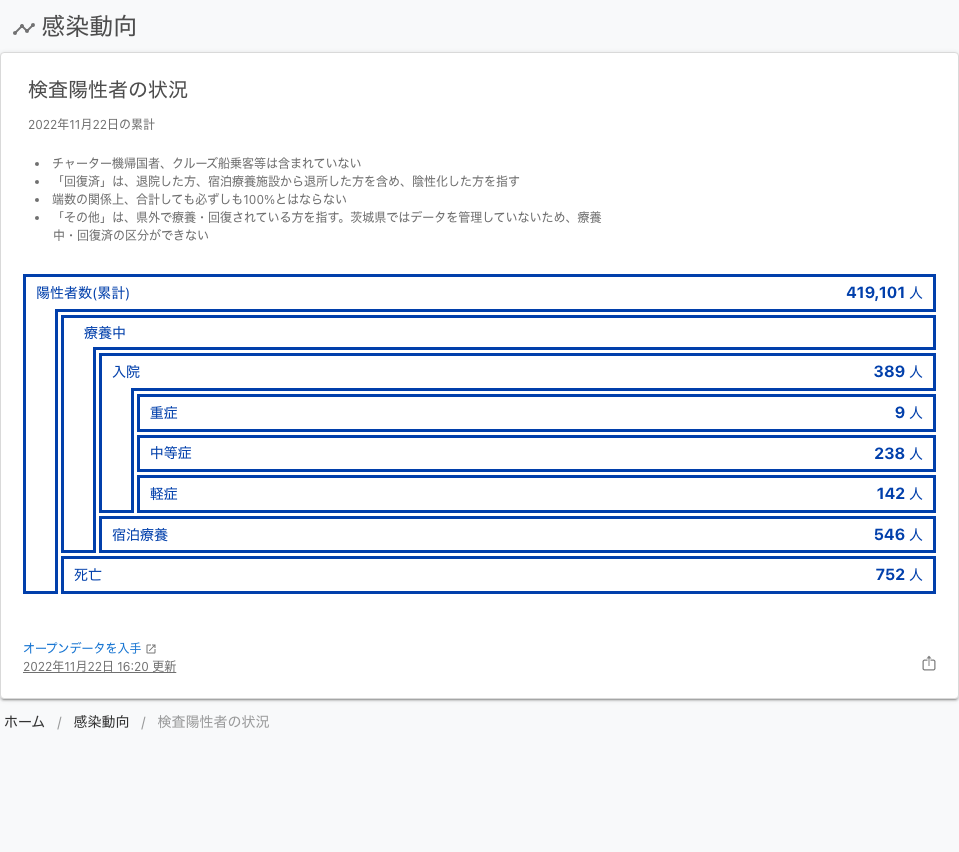 感染動向
検査陽性者の状況
2022年11月22日の累計
チャーター機帰国者、クルーズ船乗客等は含まれていない
「回復済」は、退院した方、宿泊療養施設から退所した方を含め、陰性化した方を指す
端数の関係上、合計しても必ずしも100%とはならない
「その他」は、県外で療養・回復されている方を指す。茨城県ではデータを管理していないため、療養
中・回復済の区分ができない
陽性者数(累計) 419,101 人
療養中
入院 389 人
重症 9 人
中等症 238 人
軽症 142 人
宿泊療養 546 人
死亡 752 人
オープンデータを入手
2022年11月22日 16:20 更新
ホーム / 感染動向 / 検査陽性者の状況